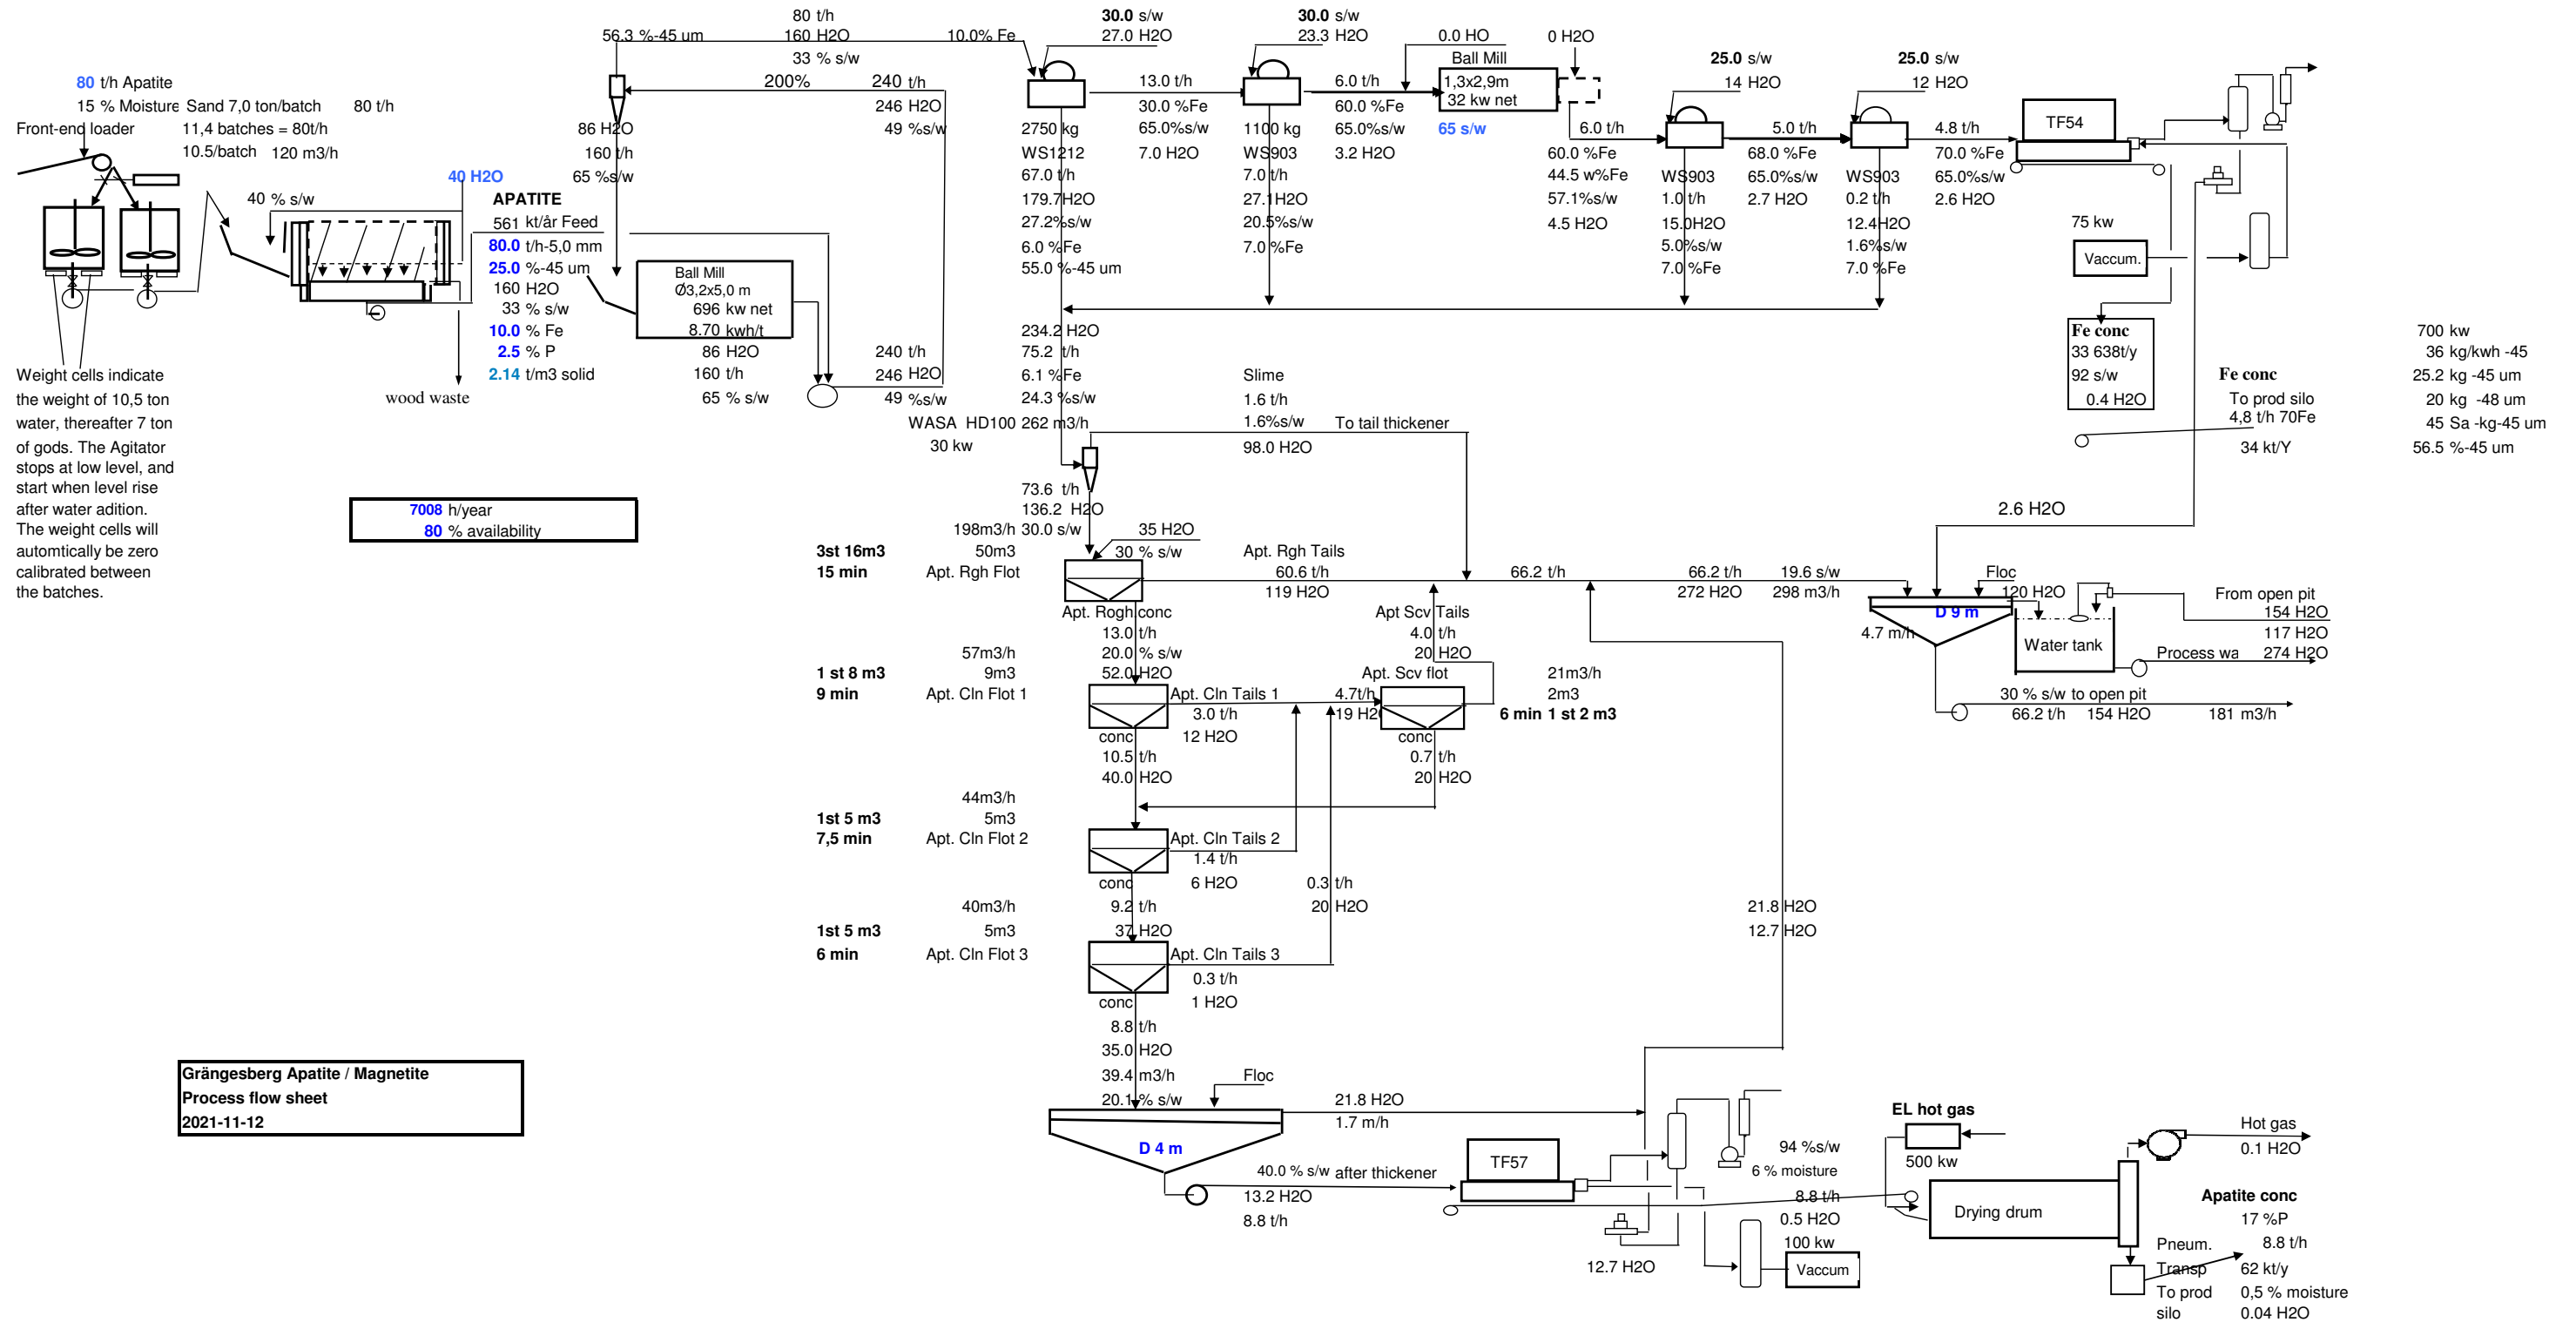 80 t/h Apatite
15 % Moisture
Sand 7,0 ton/batch
80 t/h
Front-end loader
11,4 batches = 80t/h
10.5/batch
120 m3/h
40 % s/w
40 H2O
wood waste
Weight cells indicate
the weight of 10,5 ton
water, thereafter 7 ton
of gods. The Agitator
stops at low level, and
start when level rise
after water adition.
The weight cells will
automtically be zero
calibrated between
the batches.
APATITE
561 kt/år Feed
80.0 t/h-5,0 mm
25.0 %-45 um
160 H2O
33 % s/w
10.0 % Fe
2.5 % P
2.14 t/m3 solid
7008 h/year
80 % availability
56.3 %-45 um
80 t/h
160 H2O
33 % s/w
10.0% Fe
200%
240 t/h
246 H2O
49 %s/w
86 H2O
160 t/h
65 %s/w
Ball Mill
Ø3,2x5,0 m
696 kw net
8.70 kwh/t
86 H2O
160 t/h
65 % s/w
240 t/h
246 H2O
49 %s/w
30.0 s/w
27.0 H2O
2750 kg
WS1212
67.0 t/h
179.7 H2O
27.2 %s/w
6.0 %Fe
55.0 %-45 um
13.0 t/h
30.0 %Fe
65.0%s/w
7.0 H2O
30.0 s/w
23.3 H2O
1100 kg
WS903
7.0 t/h
27.1 H2O
20.5 %s/w
7.0 %Fe
6.0 t/h
60.0 %Fe
65.0%s/w
3.2 H2O
0.0 HO
Ball Mill
1,3x2,9m
32 kw net
65 s/w
0 H2O
6.0 t/h
60.0 %Fe
44.5 w%Fe
57.1%s/w
4.5 H2O
25.0 s/w
14 H2O
WS903
1.0 t/h
15.0 H2O
5.0 %s/w
7.0 %Fe
5.0 t/h
68.0 %Fe
65.0%s/w
2.7 H2O
25.0 s/w
12 H2O
WS903
0.2 t/h
12.4 H2O
1.6 %s/w
7.0 %Fe
4.8 t/h
70.0 %Fe
65.0%s/w
2.6 H2O
TF54
75 kw
Vaccum.
Fe conc
33 638t/y
92 s/w
0.4 H2O
Fe conc
To prod silo
4,8 t/h 70Fe
34 kt/Y
700 kw
36 kg/kwh -45
25.2 kg -45 um
20 kg -48 um
45 Sa -kg-45 um
56.5 %-45 um
234.2 H2O
75.2 t/h
6.1 %Fe
24.3 %s/w
WASA HD100 262 m3/h
30 kw
Slime
1.6 t/h
1.6%s/w
98.0 H2O
To tail thickener
73.6 t/h
136.2 H2O
198m3/h 30.0 s/w
35 H2O
30 % s/w
3st 16m3
50m3
15 min
Apt. Rgh Flot
Apt. Rgh Tails
60.6 t/h
119 H2O
66.2 t/h
66.2 t/h
19.6 s/w
272 H2O
298 m3/h
2.6 H2O
Floc
120 H2O
D 9 m
4.7 m/h
Water tank
From open pit
154 H2O
117 H2O
Process wa
274 H2O
30 % s/w to open pit
66.2 t/h
154 H2O
181 m3/h
Apt. Rogh.conc
13.0 t/h
20.0 % s/w
52.0 H2O
57m3/h
9m3
1 st 8 m3
9 min
Apt. Cln Flot 1
Apt. Cln Tails 1
3.0 t/h
12 H2O
4.7t/h
19 H2
Apt Scv Tails
4.0 t/h
20 H2O
Apt. Scv flot
21m3/h
2m3
6 min 1 st 2 m3
conc
10.5 t/h
40.0 H2O
conc
0.7 t/h
20 H2O
44m3/h
1st 5 m3
5m3
7,5 min
Apt. Cln Flot 2
Apt. Cln Tails 2
1.4 t/h
6 H2O
conc
9.2 t/h
37 H2O
0.3 t/h
20 H2O
40m3/h
1st 5 m3
5m3
6 min
Apt. Cln Flot 3
Apt. Cln Tails 3
0.3 t/h
1 H2O
conc
8.8 t/h
35.0 H2O
39.4 m3/h
20.1 % s/w
21.8 H2O
12.7 H2O
Floc
21.8 H2O
1.7 m/h
D 4 m
40.0 % s/w after thickener
13.2 H2O
8.8 t/h
TF57
94 %s/w
6 % moisture
8.8 t/h
0.5 H2O
100 kw
Vaccum
12.7 H2O
EL hot gas
500 kw
Drying drum
Hot gas
0.1 H2O
Apatite conc
17 %P
Pneum.
8.8 t/h
Transp
62 kt/y
To prod
0,5 % moisture
silo
0.04 H2O
Grängesberg Apatite / Magnetite
Process flow sheet
2021-11-12